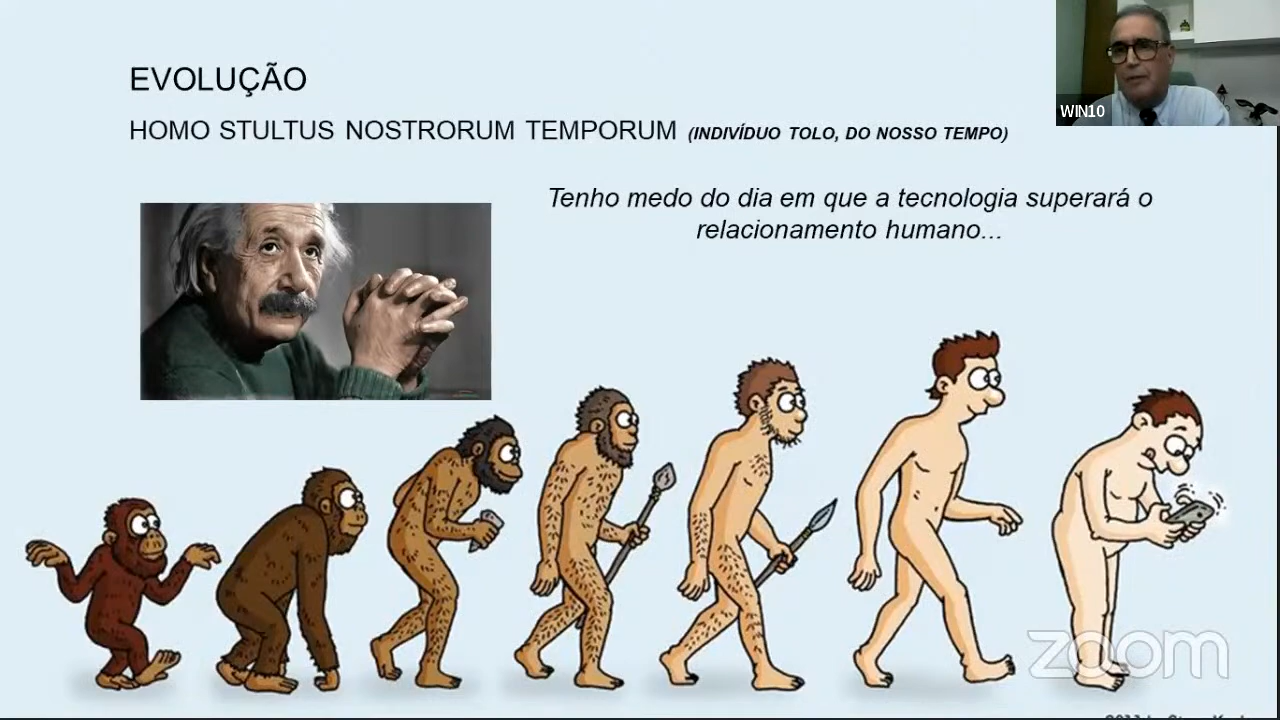 EVOLUÇÃO
WIN10
HOMO STULTUS NOSTRORUM TEMPORUM (INDIVÍDUO TOLO, DO NOSSO TEMPO)
Tenho medo do dia em que a tecnologia superará o
relacionamento humano...
zoom